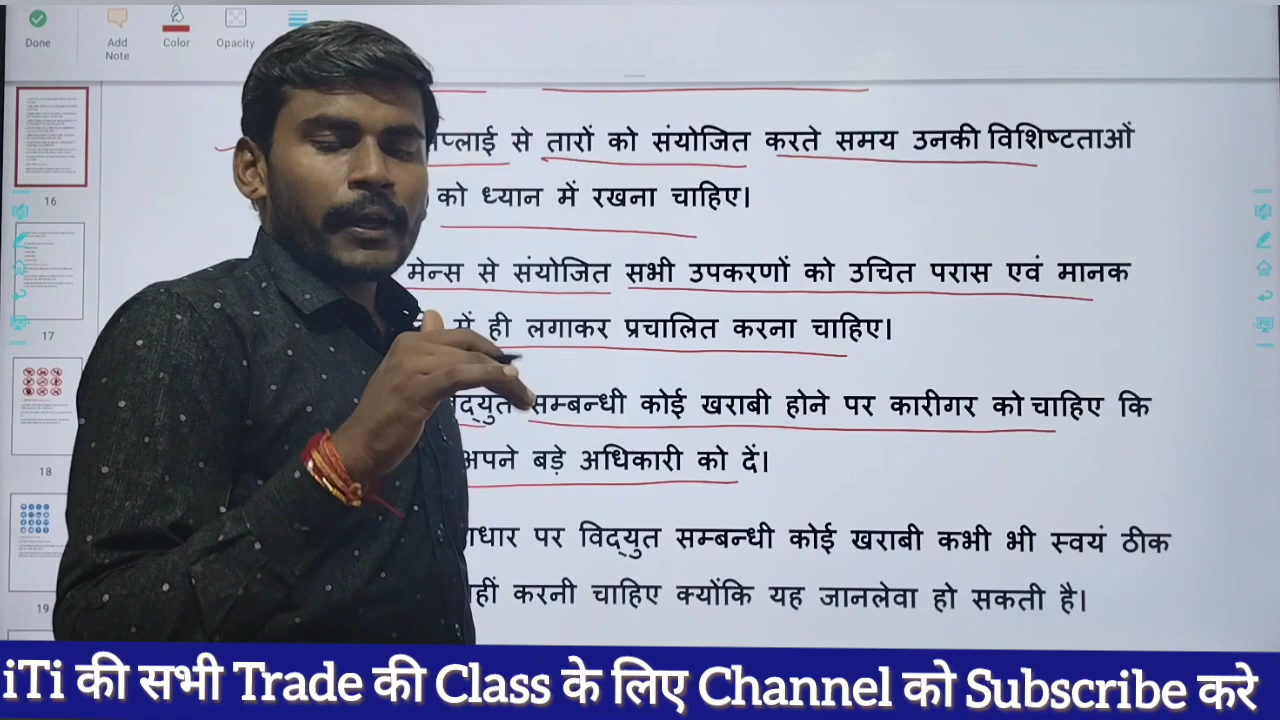 Done
Add
Note
Color
Opacity
से तारों को संयोजित करते समय उनकी विशिष्टताओं
को ध्यान में रखना चाहिए।
मेन्स से संयोजित सभी उपकरणों को उचित परास एवं मानक
में ही लगाकर प्रचालित करना चाहिए।
सम्बन्धी कोई खराबी होने पर कारीगर को चाहिए कि
अपने बड़े अधिकारी को दें।
पर विद्युत सम्बन्धी कोई खराबी कभी भी स्वयं ठीक
करनी चाहिए क्योंकि यह जानलेवा हो सकती है।
16
17
18
19
iTi की सभी Trade की Class के लिए Channel को Subscribe करे